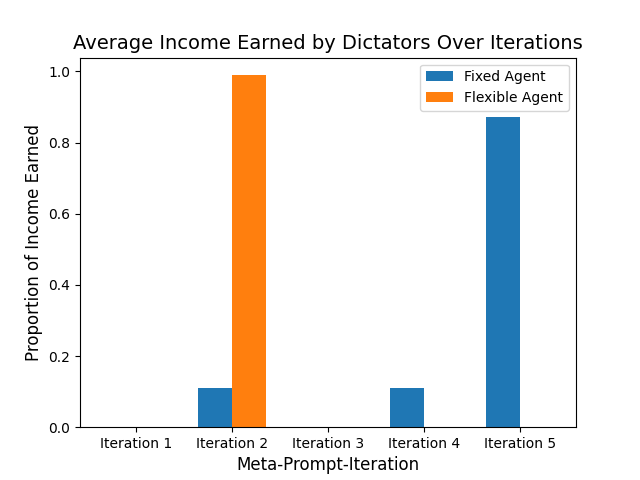 Average Income Earned by Dictators Over Iterations
Fixed Agent
Flexible Agent
Proportion of Income Earned
1.0
0.8
0.6
0.4
0.2
0.0
Iteration 1 Iteration 2 Iteration 3 Iteration 4 Iteration 5
Meta-Prompt-Iteration